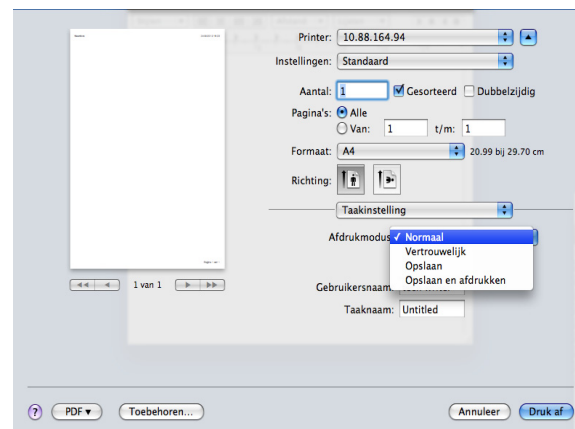 Printer: 10.88.164.94
Instellingen: Standaard
Aantal: 1 Gesorteerd Dubbelzijdig
Pagina's: Alle
Van: 1 t/m: 1
Formaat: A4 20.99 bij 29.70 cm
Richting:
Taakinstelling
Afdrukmodus ✓ Normaal
Vertrouwelijk
Opslaan
Opslaan en afdrukken
1 van 1
Gebruikersnaam:
Taaknaam: Untitled
? PDF ▾ Toebehoren... Annuleer Druk af